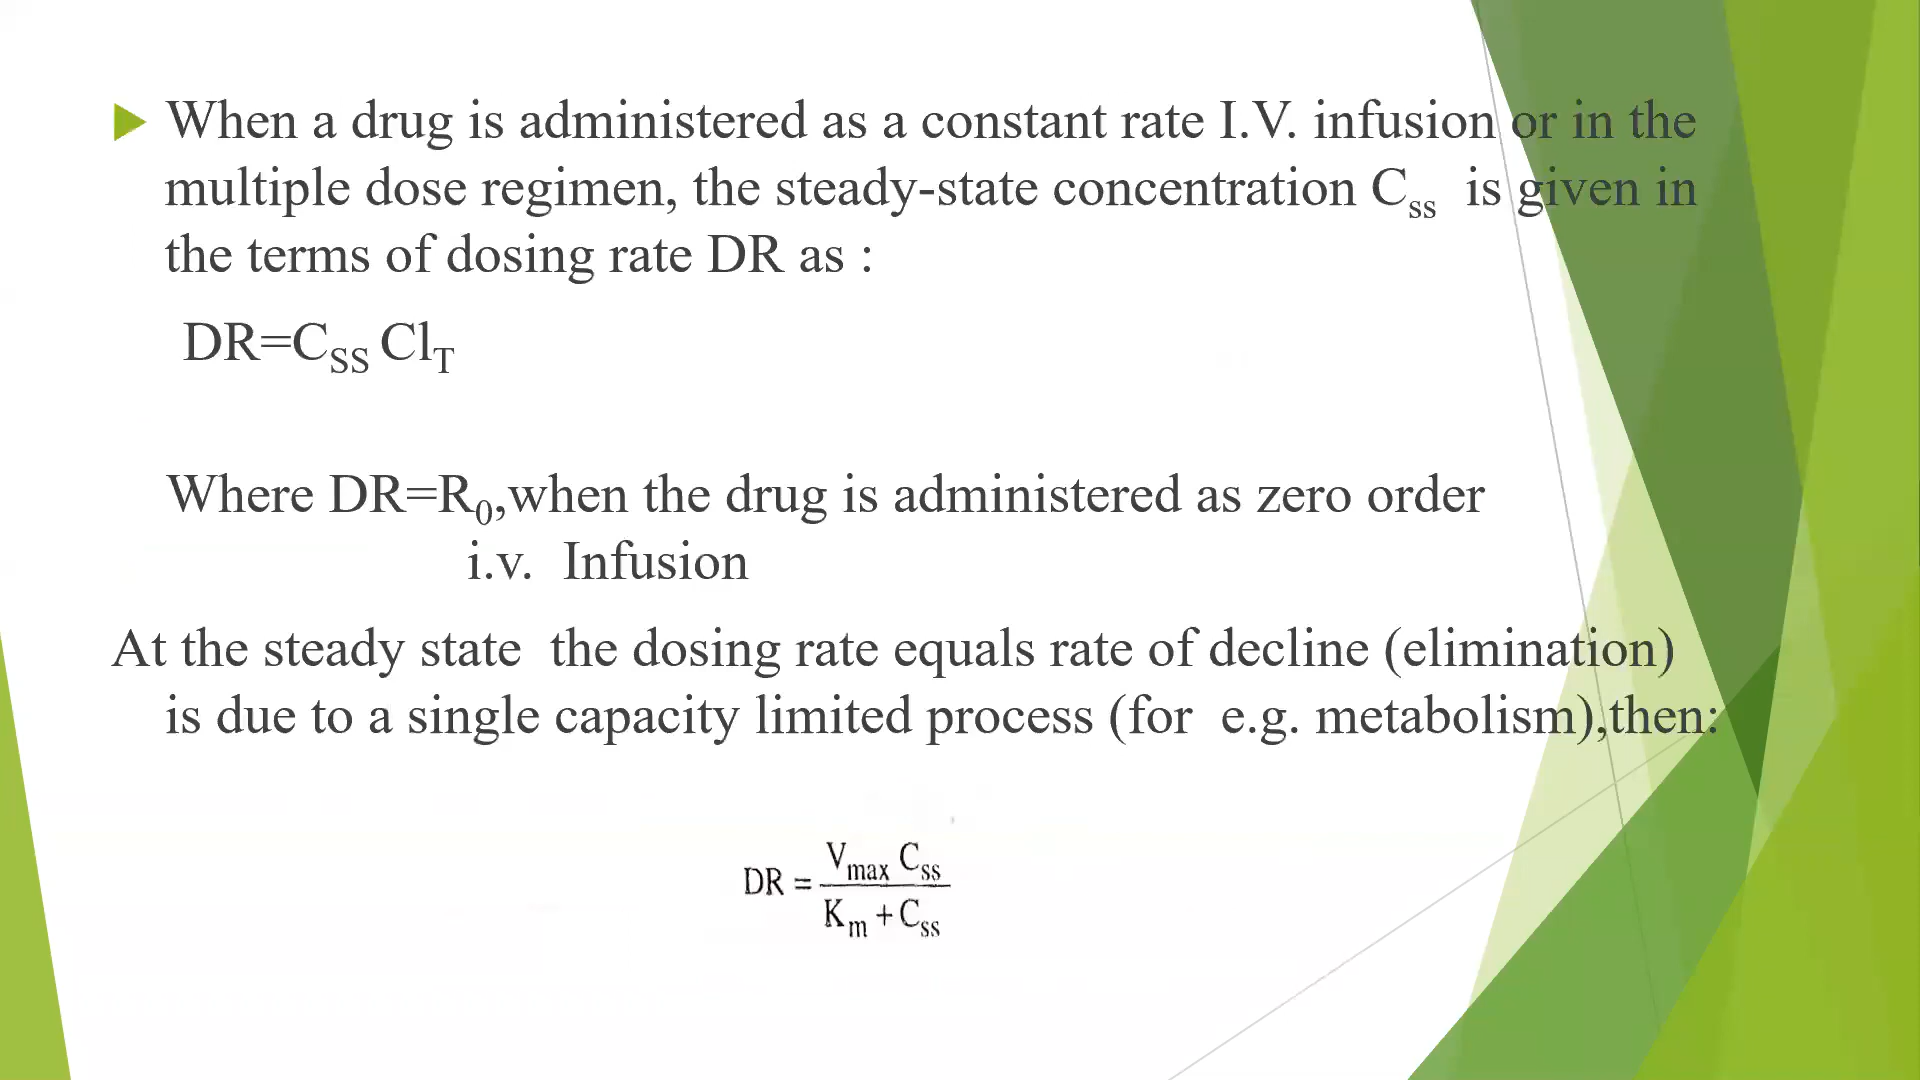 When a drug is administered as a constant rate I.V. infusion or in the
multiple dose regimen, the steady-state concentration Css is given in
the terms of dosing rate DR as :
DR=CSS ClT
Where DR=R0,when the drug is administered as zero order
i.v. Infusion
At the steady state the dosing rate equals rate of decline (elimination)
is due to a single capacity limited process (for e.g. metabolism),then:
DR = Vmax Css
Km + Css